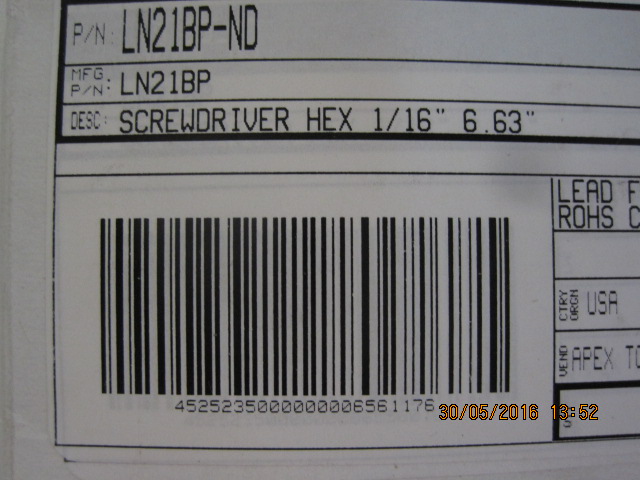 P/N: LN21BP-ND
MFG. P/N: LN21BP
DESC: SCREWDRIVER HEX 1/16" 6.63"
LEAD F
ROHS C
CTRY ORGN USA
VEND APEX TO
4525235000000006561176
30/05/2016 13:52
S